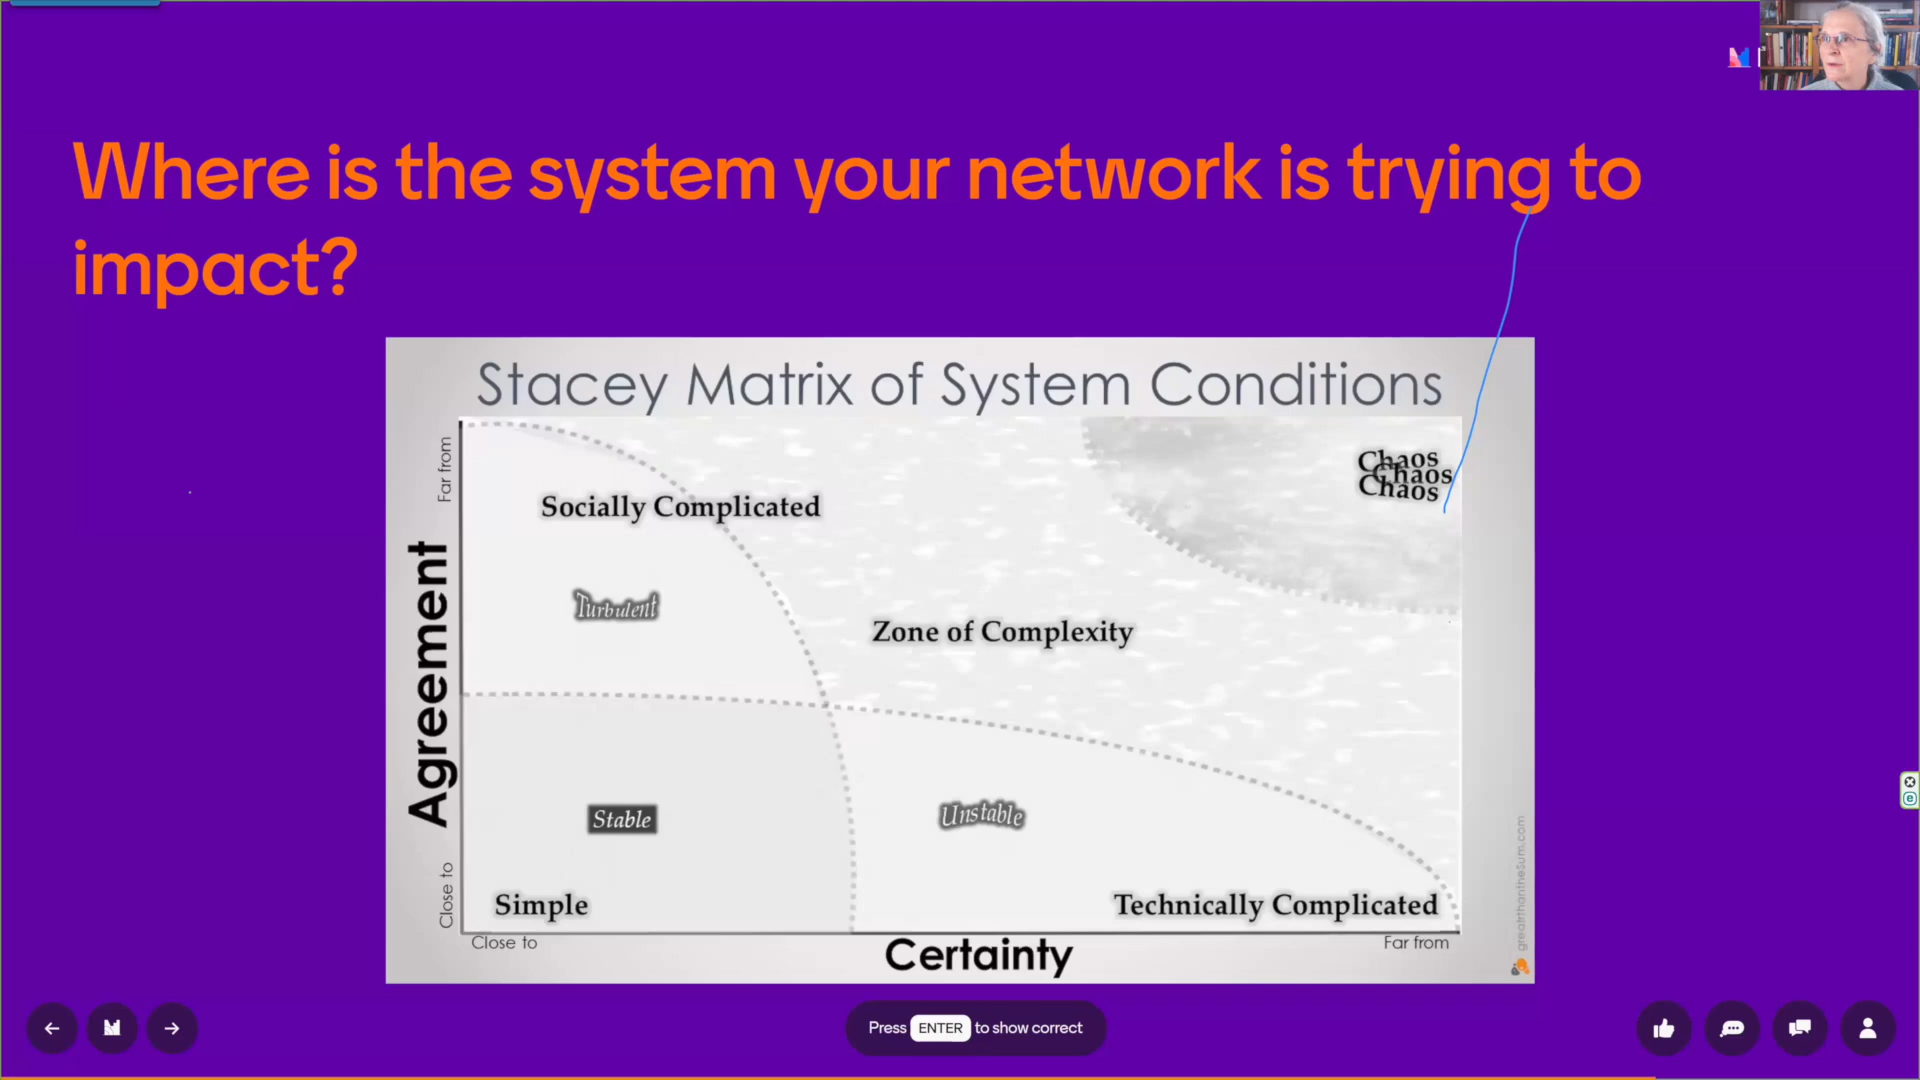 Where is the system your network is trying to
impact?
Stacey Matrix of System Conditions
Far from
Agreement
Close to
Socially Complicated
Turbulent
Zone of Complexity
Chaos
Chaos
Chaos
Stable
Unstable
Simple
Technically Complicated
Close to
Certainty
Far from
greaterthantheSum.com
Press ENTER to show correct